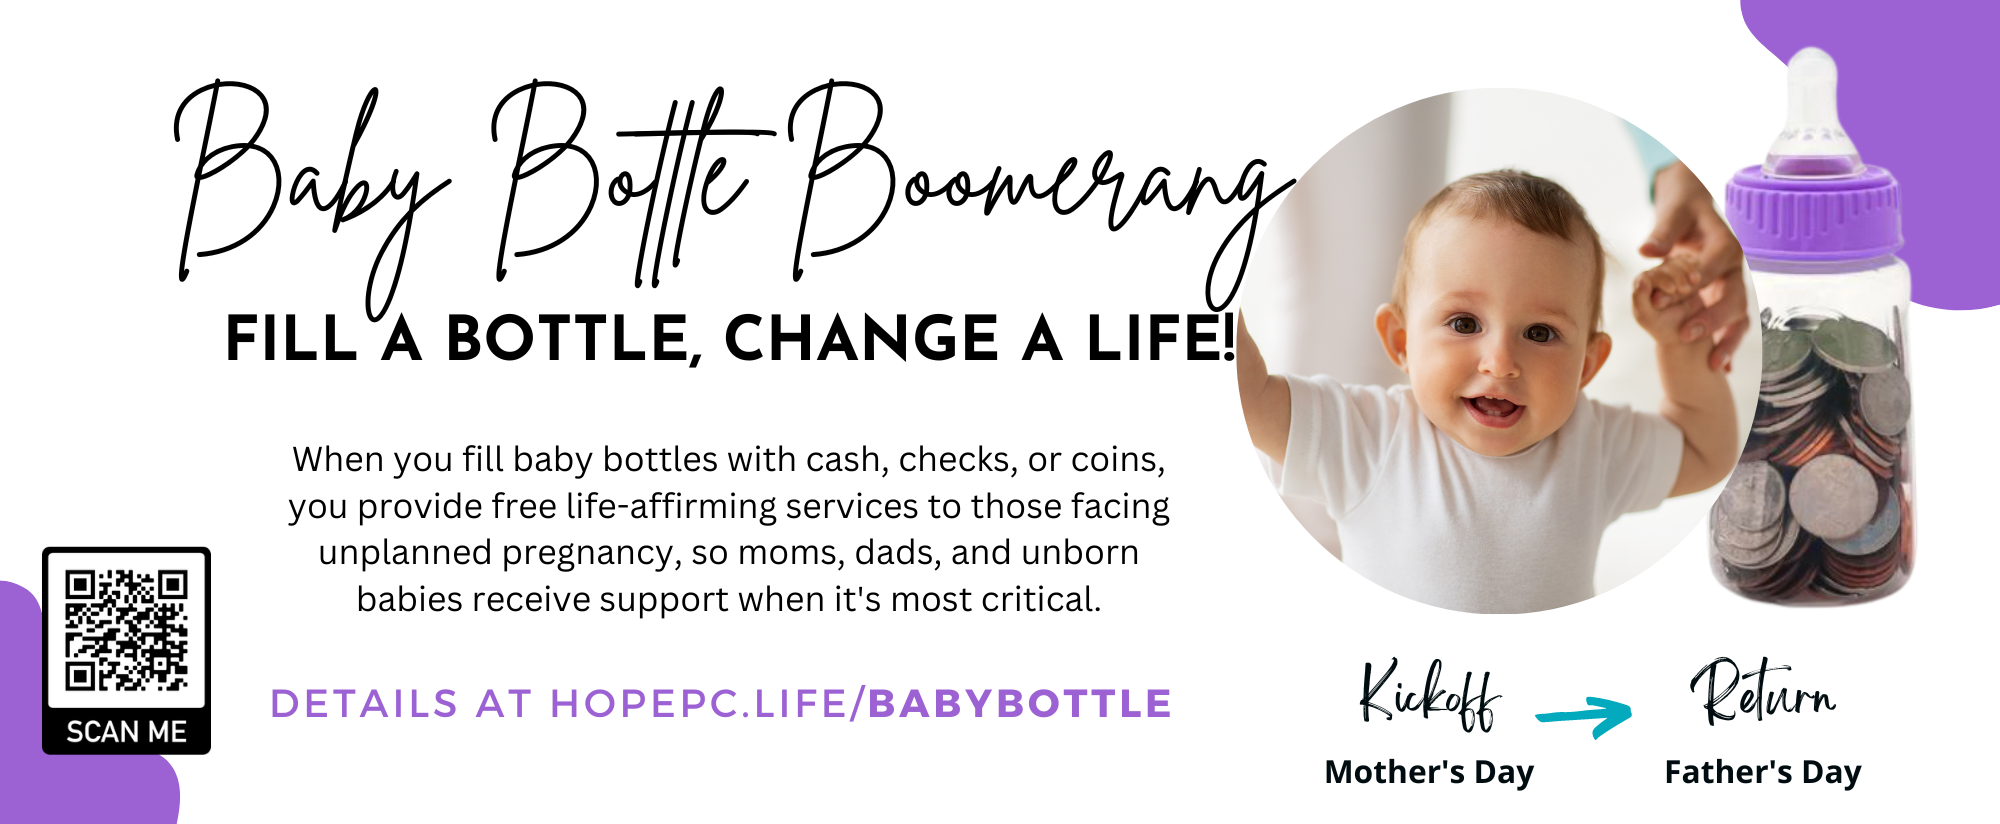 Baby Bottle Boomerang
FILL A BOTTLE, CHANGE A LIFE!
When you fill baby bottles with cash, checks, or coins,
you provide free life-affirming services to those facing
unplanned pregnancy, so moms, dads, and unborn
babies receive support when it's most critical.
SCAN ME
DETAILS AT HOPEPC.LIFE/BABYBOTTLE
Kickoff
Return
Mother's Day
Father's Day